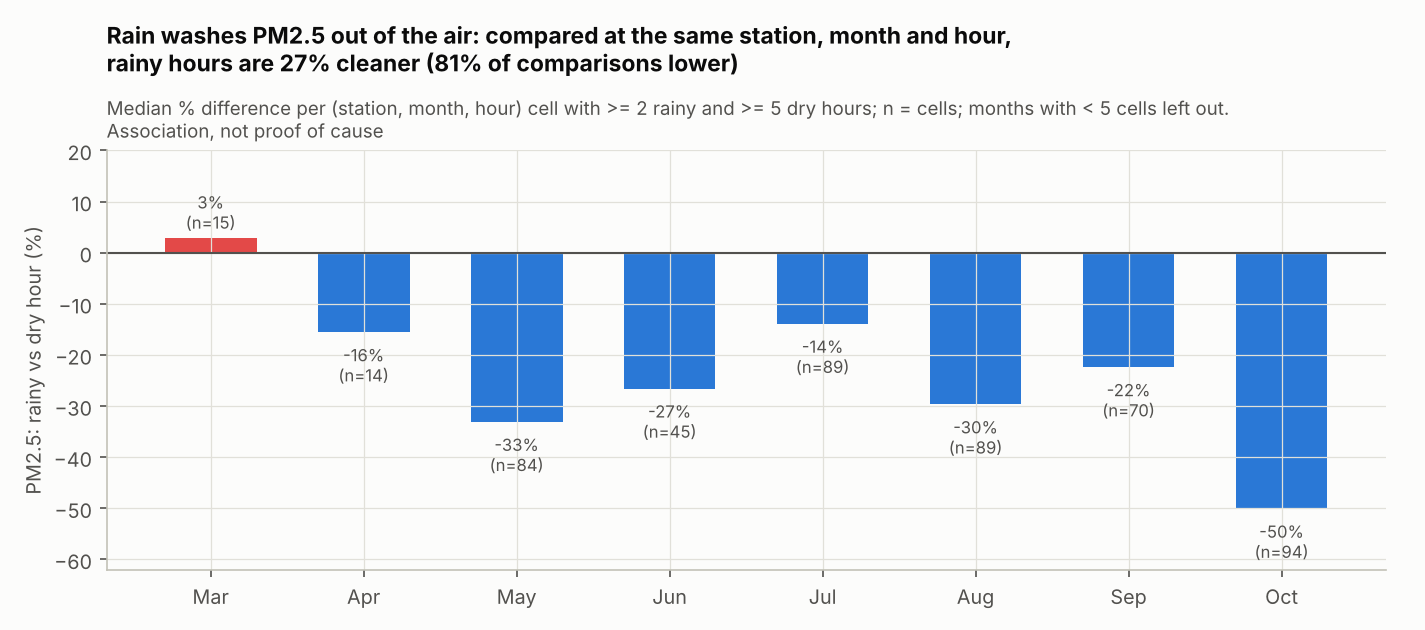 Rain washes PM2.5 out of the air: compared at the same station, month and hour,
rainy hours are 27% cleaner (81% of comparisons lower)
Median % difference per (station, month, hour) cell with >= 2 rainy and >= 5 dry hours; n = cells; months with < 5 cells left out.
Association, not proof of cause
PM2.5: rainy vs dry hour (%)
20
10
0
−10
−20
−30
−40
−50
−60
3%
(n=15)
-16%
(n=14)
-33%
(n=84)
-27%
(n=45)
-14%
(n=89)
-30%
(n=89)
-22%
(n=70)
-50%
(n=94)
Mar
Apr
May
Jun
Jul
Aug
Sep
Oct